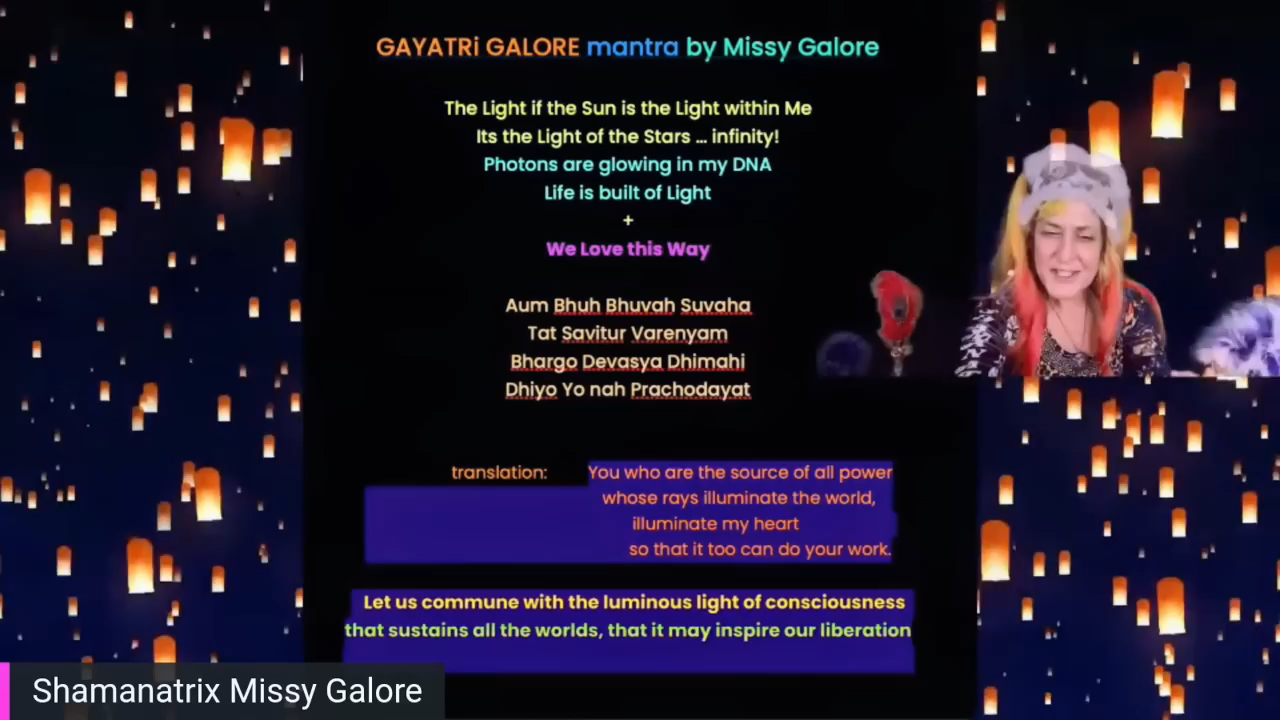 GAYATRi GALORE mantra by Missy Galore
The Light if the Sun is the Light within Me
Its the Light of the Stars ... infinity!
Photons are glowing in my DNA
Life is built of Light
+
We Love this Way
Aum Bhuh Bhuvah Suvaha
Tat Savitur Varenyam
Bhargo Devasya Dhimahi
Dhiyo Yo nah Prachodayat
translation: You who are the source of all power
whose rays illuminate the world,
illuminate my heart
so that it too can do your work.
Let us commune with the luminous light of consciousness
that sustains all the worlds, that it may inspire our liberation
Shamanatrix Missy Galore